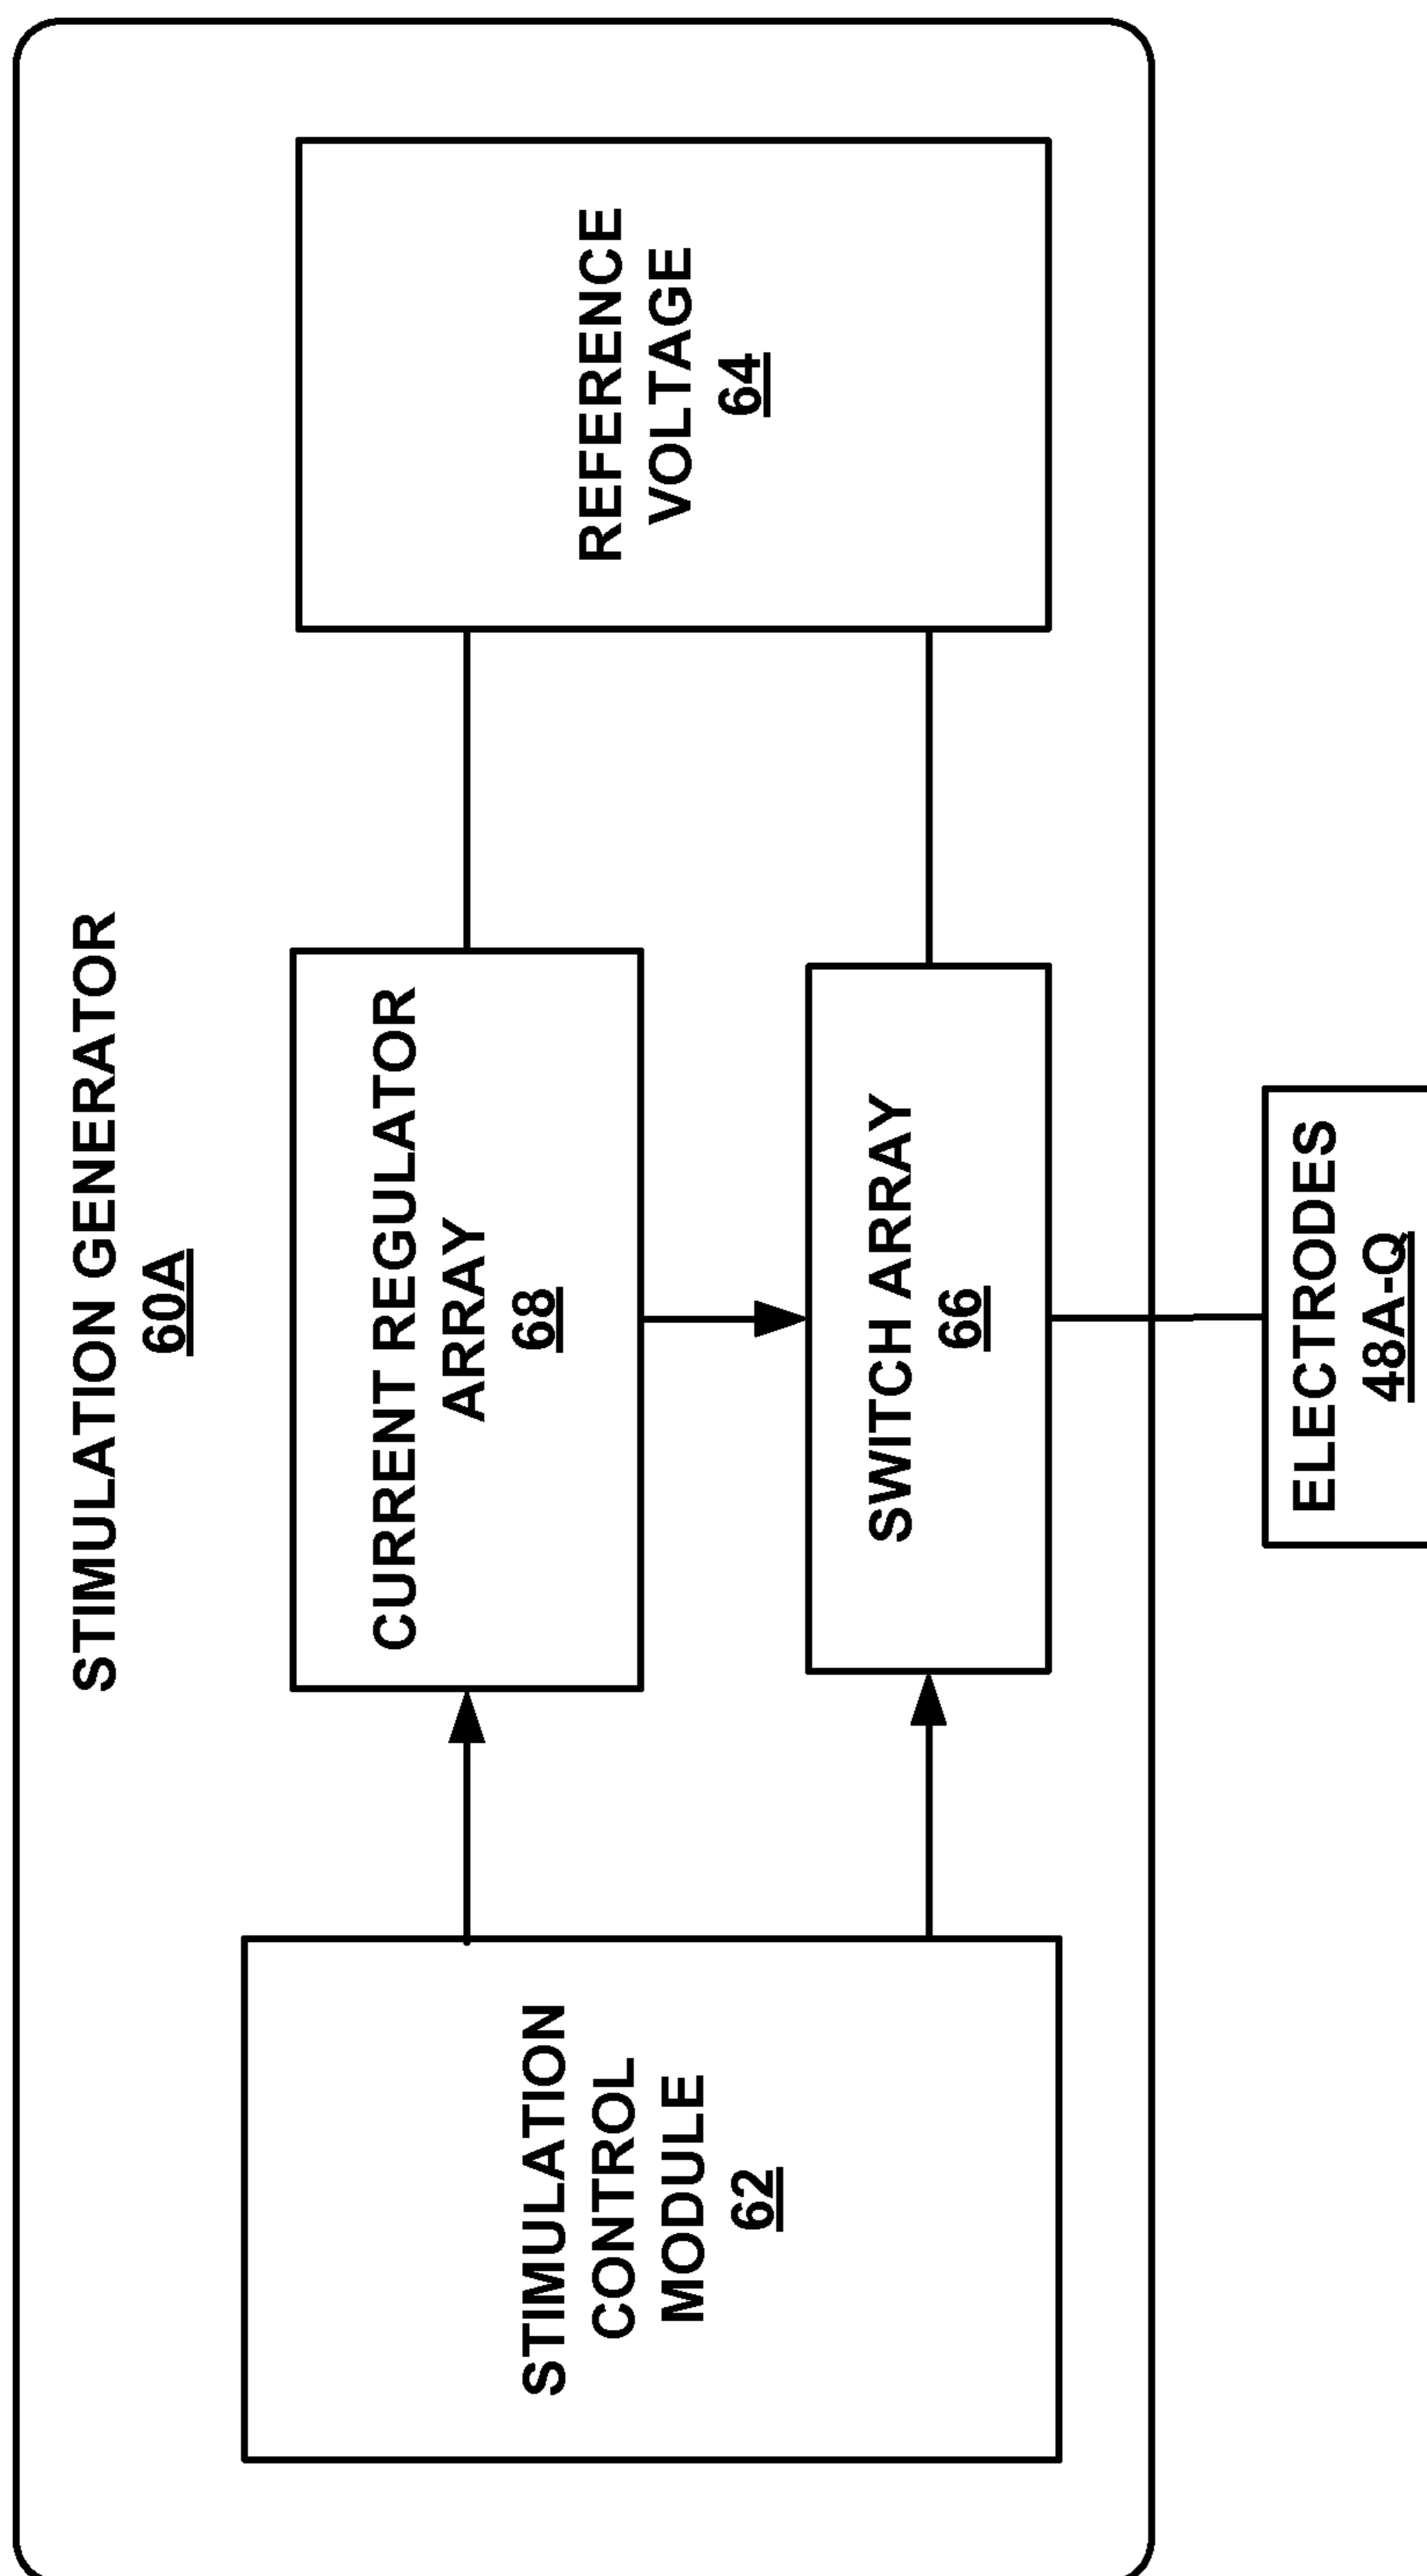 STIMULATION GENERATOR
60A
STIMULATION
CONTROL
MODULE
62
CURRENT REGULATOR
ARRAY
68
SWITCH ARRAY
66
REFERENCE
VOLTAGE
64
ELECTRODES
48A-Q